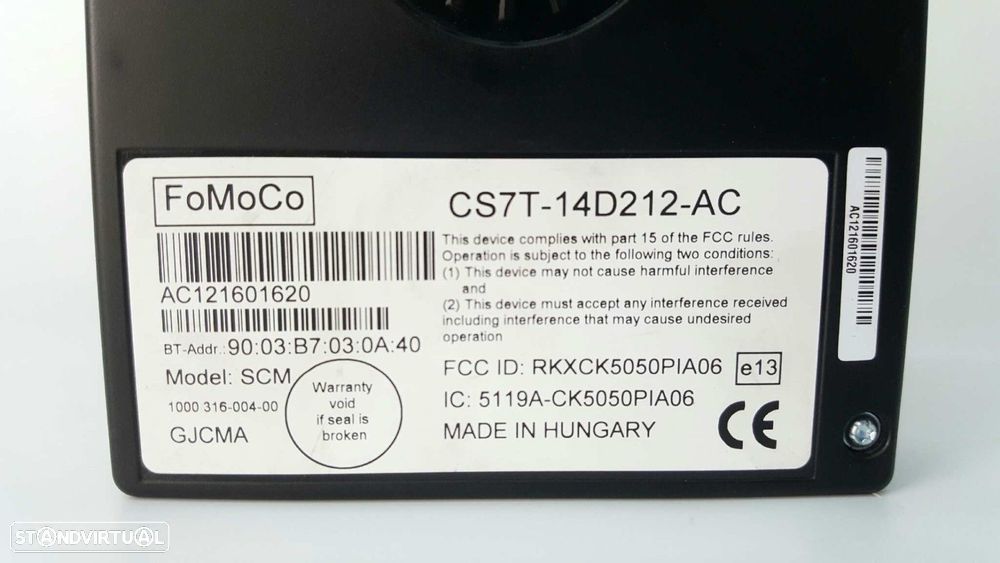 FoMoCo
AC121601620
BT-Addr.: 90:03:B7:03:0A:40
Model: SCM
1000 316-004-00
GJCMA
Warranty
void
if seal is
broken
CS7T-14D212-AC
This device complies with part 15 of the FCC rules.
Operation is subject to the following two conditions:
(1) This device may not cause harmful interference
and
(2) This device must accept any interference received
including interference that may cause undesired
operation
FCC ID: RKXCK5050PIA06
e13
IC: 5119A-CK5050PIA06
MADE IN HUNGARY
CE
AC121601620
STANDVIRTUAL